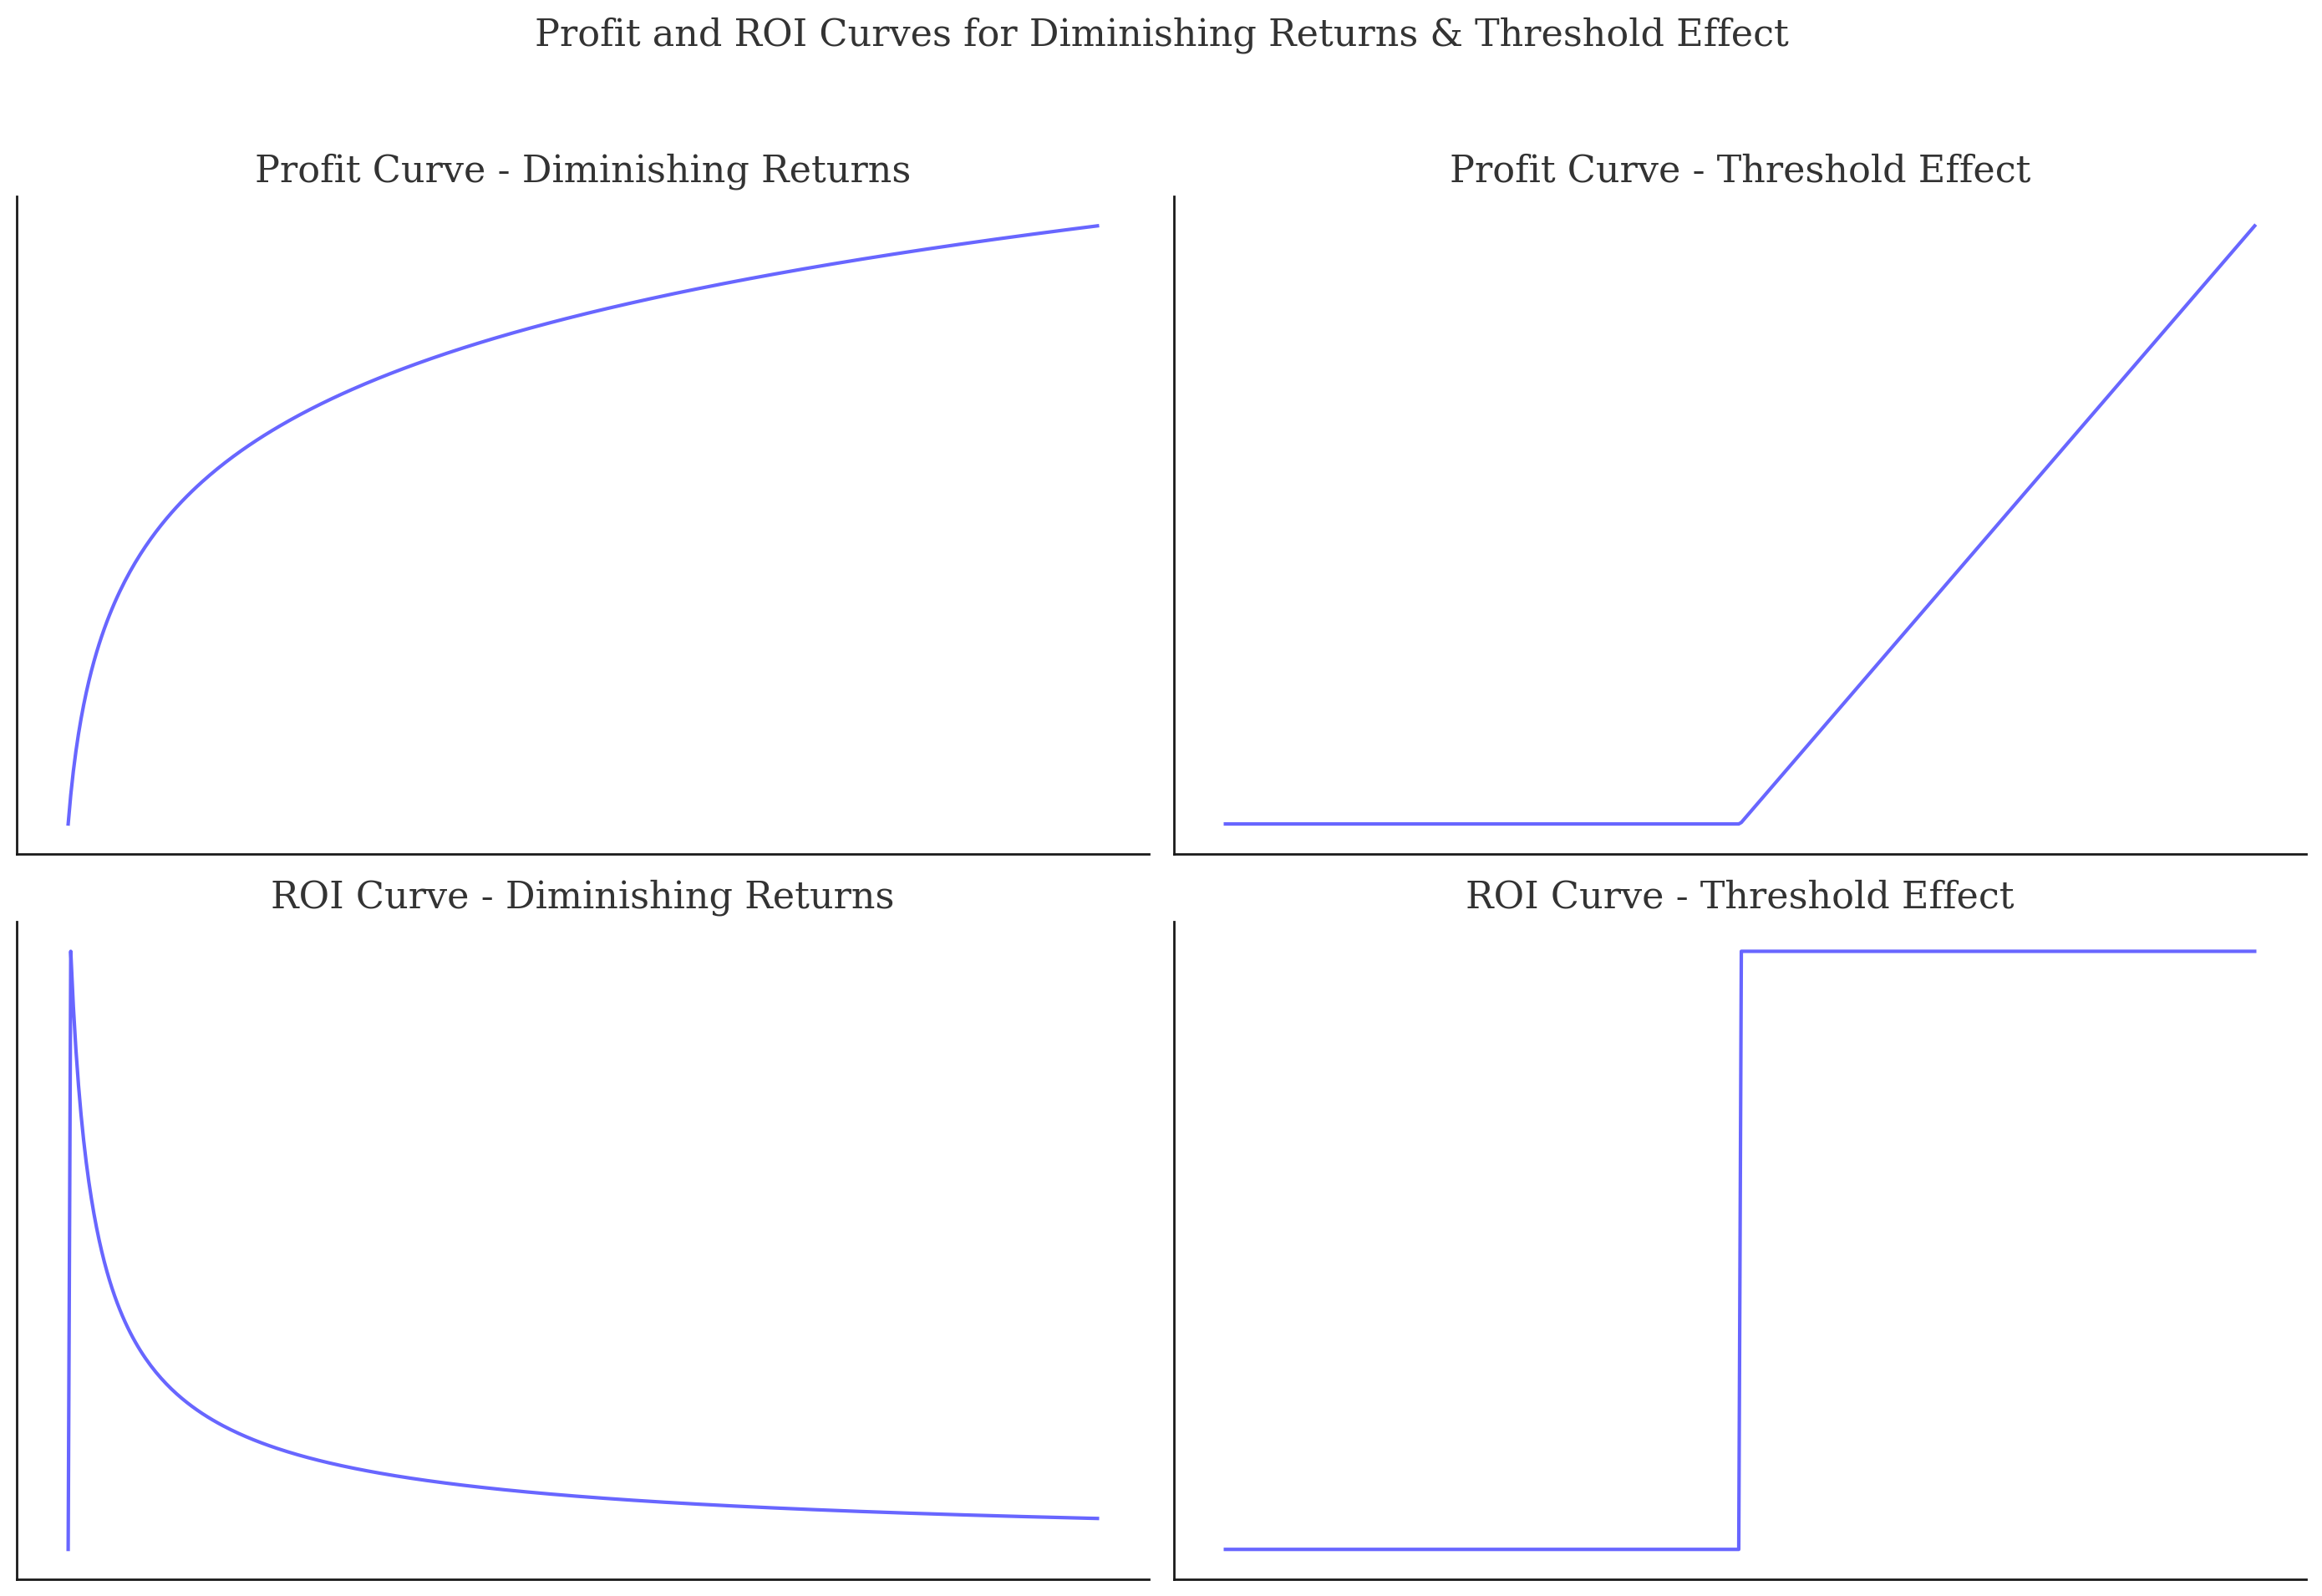 Profit and ROI Curves for Diminishing Returns & Threshold Effect
Profit Curve - Diminishing Returns
Profit Curve - Threshold Effect
ROI Curve - Diminishing Returns
ROI Curve - Threshold Effect